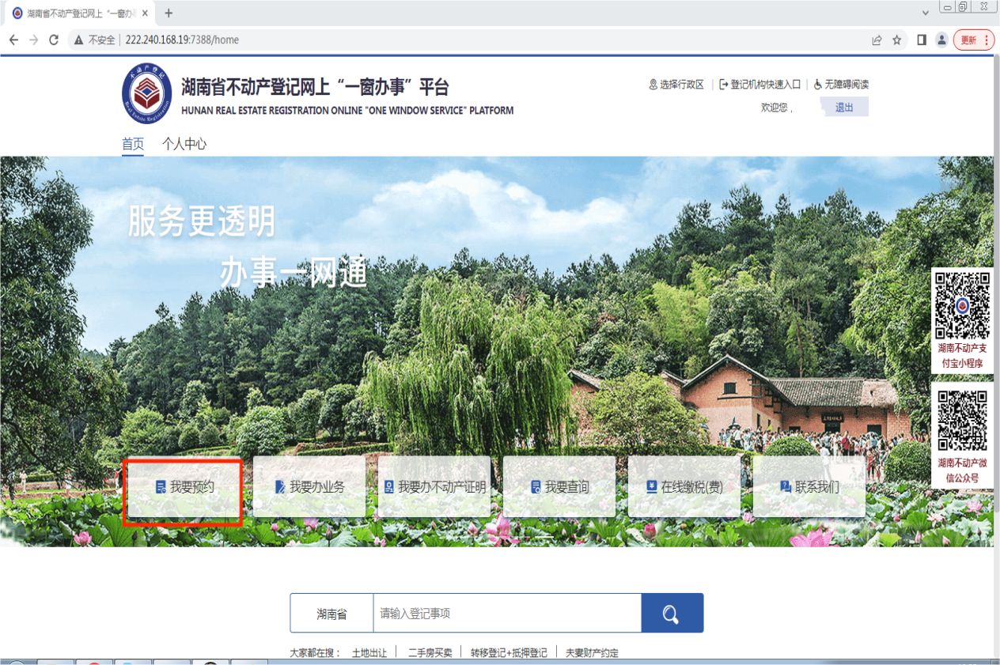 湖南省不动产登记网上“一窗办
不安全
222.240.168.19:7388/home
更新
湖南省不动产登记网上“一窗办事”平台
HUNAN REAL ESTATE REGISTRATION ONLINE "ONE WINDOW SERVICE" PLATFORM
不动产登记
Real Estate Registration
选择行政区
登记机构快速入口
无障碍阅读
欢迎您，
退出
首页
个人中心
服务更透明
办事一网通
湖南不动产支
付宝小程序
湖南不动产微
信公众号
我要预约
我要办业务
我要办不动产证明
我要查询
在线缴税(费)
联系我们
湖南省
请输入登记事项
大家都在搜：
土地出让
二手房买卖
转移登记+抵押登记
夫妻财产约定